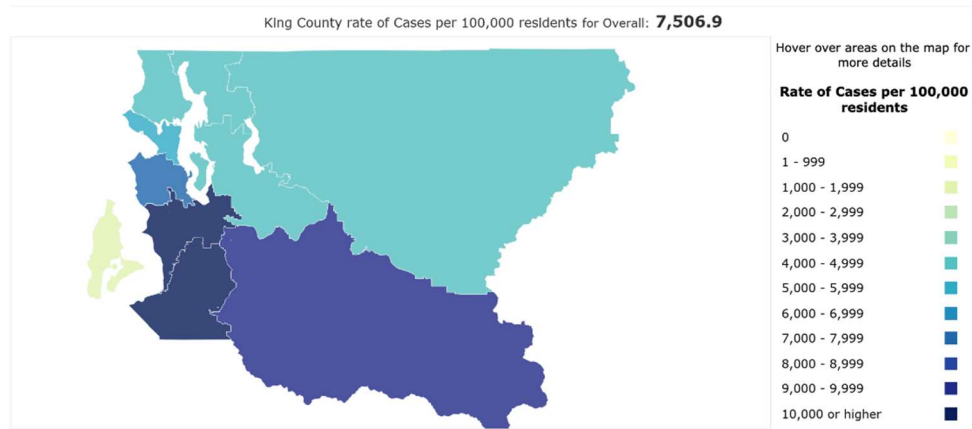 King County rate of Cases per 100,000 residents for Overall: 7,506.9
Hover over areas on the map for
more details
Rate of Cases per 100,000
residents
0
1 - 999
1,000 - 1,999
2,000 - 2,999
3,000 - 3,999
4,000 - 4,999
5,000 - 5,999
6,000 - 6,999
7,000 - 7,999
8,000 - 8,999
9,000 - 9,999
10,000 or higher